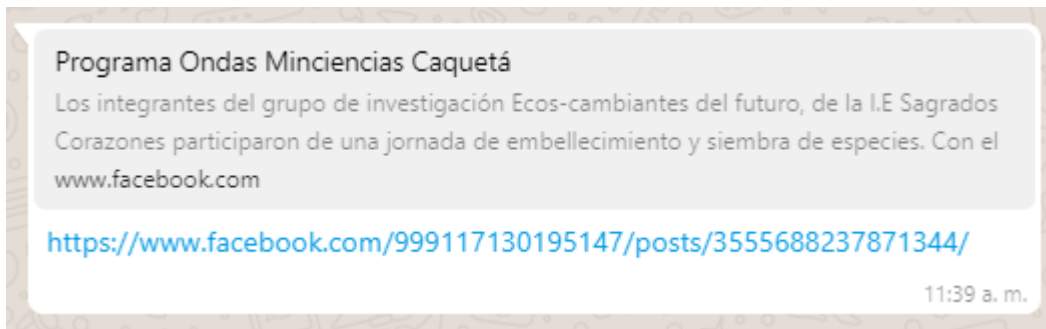 Programa Ondas Minciencias Caquetá
Los integrantes del grupo de investigación Ecos-cambiantes del futuro, de la I.E Sagrados
Corazones participaron de una jornada de embellecimiento y siembra de especies. Con el
www.facebook.com
https://www.facebook.com/999117130195147/posts/3555688237871344/
11:39 a. m.